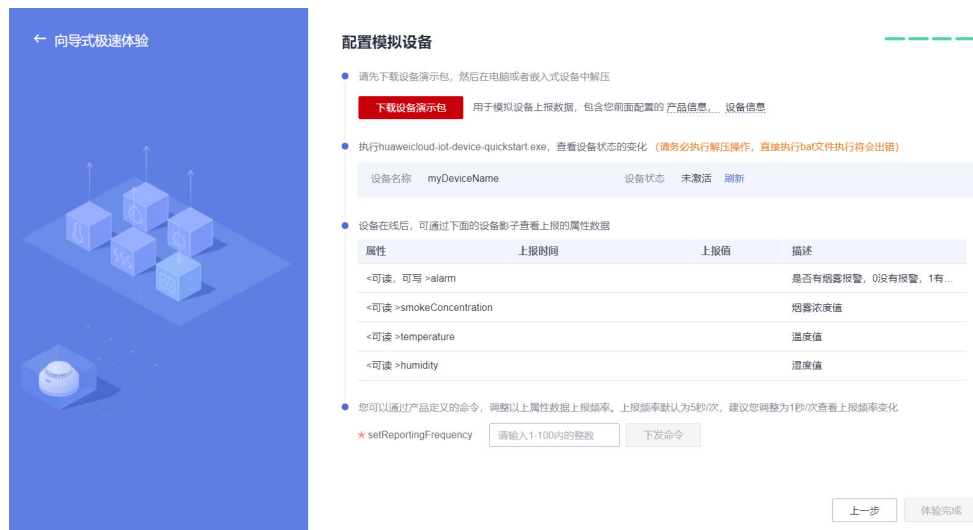 ← 向导式极速体验
配置模拟设备
请先下载设备演示包，然后在电脑或者嵌入式设备中解压
下载设备演示包 用于模拟设备上报数据，包含您前面配置的 产品信息， 设备信息
执行huaweicloud-iot-device-quickstart.exe，查看设备状态的变化 （请务必执行解压操作，直接执行bat文件执行将会出错）
设备名称 myDeviceName 设备状态 未激活 刷新
设备在线后，可通过下面的设备影子查看上报的属性数据
属性 上报时间 上报值 描述
<可读，可写 >alarm 是否有烟雾报警，0没有报警，1有...
<可读 >smokeConcentration 烟雾浓度值
<可读 >temperature 温度值
<可读 >humidity 湿度值
您可以通过产品定义的命令，调整以上属性数据上报频率。上报频率默认为5秒/次，建议您调整为1秒/次查看上报频率变化
* setReportingFrequency 请输入1-100内的整数 下发命令
上一步 体验完成